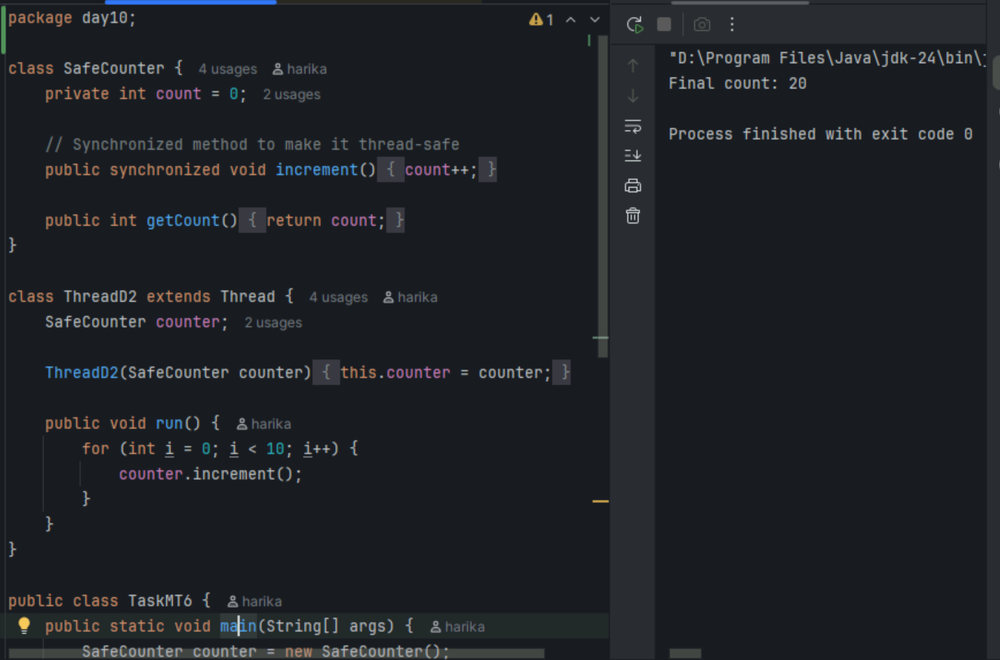 package day10;
1
class SafeCounter { 4 usages harika
private int count = 0; 2 usages
// Synchronized method to make it thread-safe
public synchronized void increment() { count++; }
public int getCount() { return count; }
}
class ThreadD2 extends Thread { 4 usages harika
SafeCounter counter; 2 usages
ThreadD2(SafeCounter counter) { this.counter = counter; }
public void run() { harika
for (int i = 0; i < 10; i++) {
counter.increment();
}
}
}
public class TaskMT6 { harika
public static void main(String[] args) { harika
SafeCounter counter = new SafeCounter();
"D:\Program Files\Java\jdk-24\bin\
Final count: 20
Process finished with exit code 0